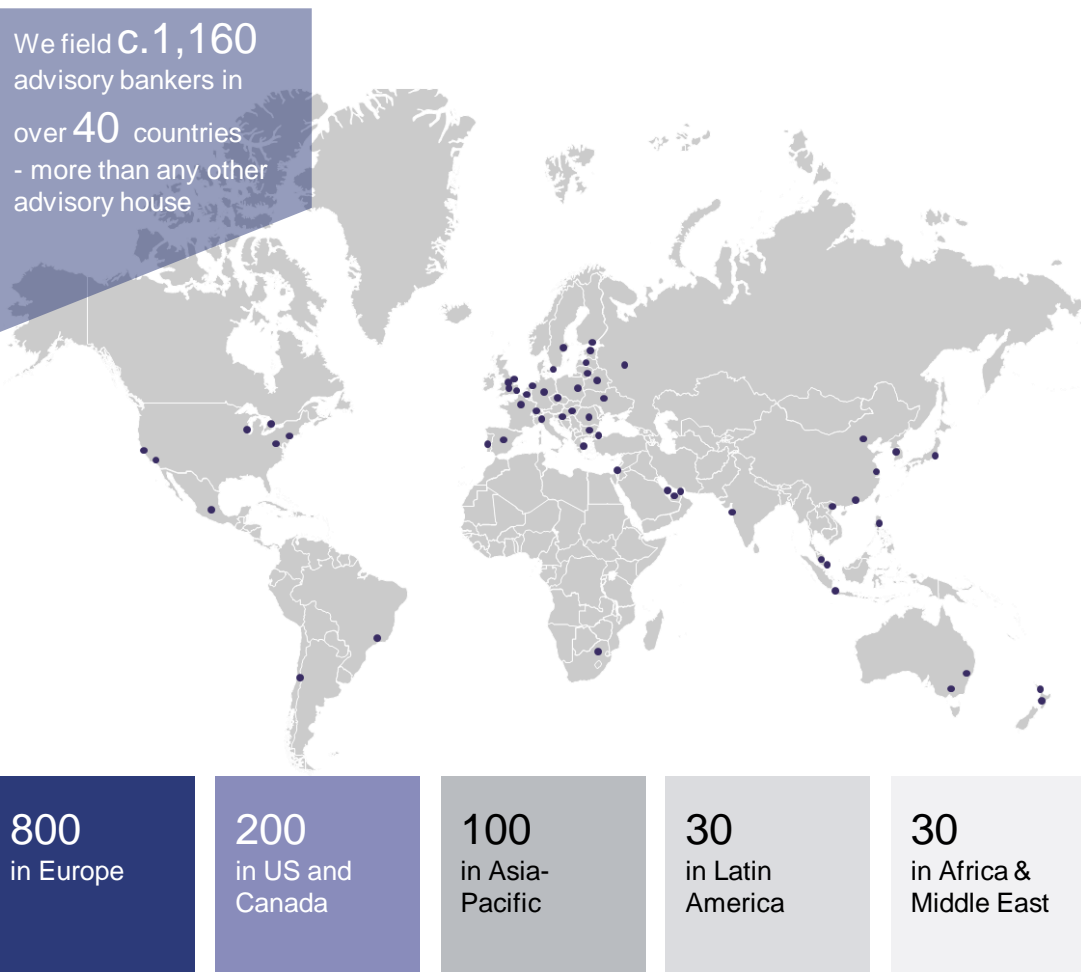 We field c.1,160
advisory bankers in
over 40 countries
- more than any other
advisory house
800
in Europe
200
in US and
Canada
100
in Asia-
Pacific
30
in Latin
America
30
in Africa &
Middle East